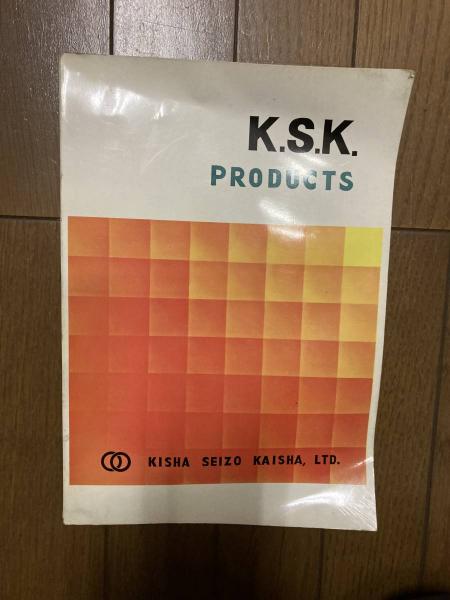 K.S.K.
PRODUCTS
KISHA SEIZO KAISHA, LTD.